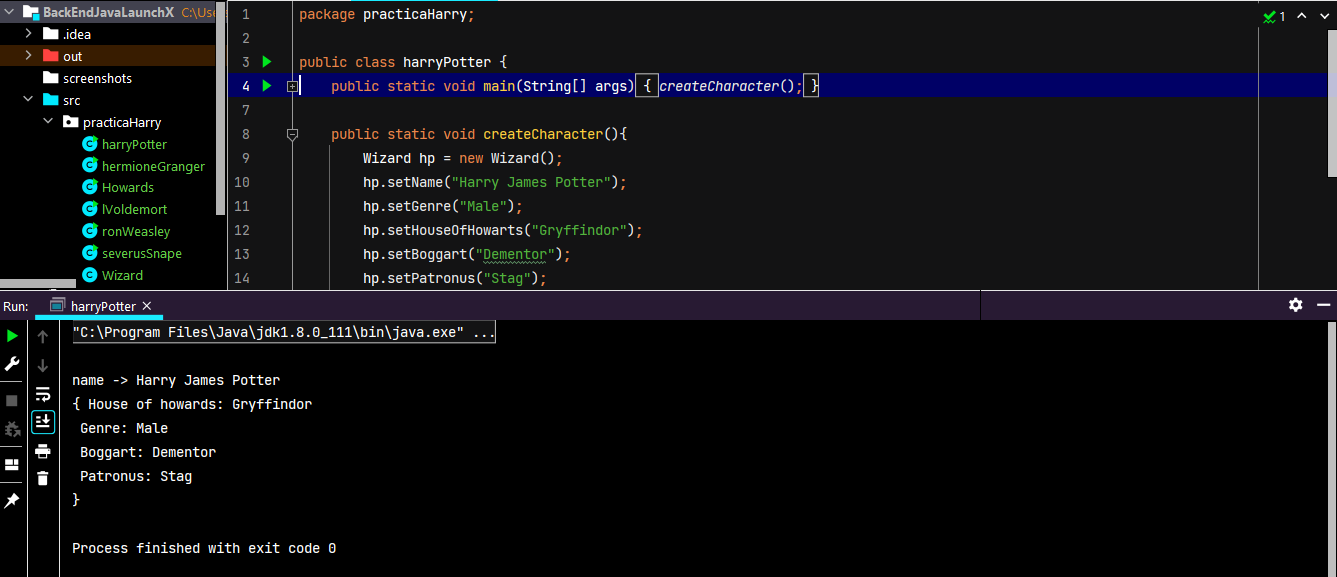 BackEndJavaLaunchX C:\Use
.idea
out
screenshots
src
practicaHarry
harryPotter
hermioneGranger
Howards
lVoldemort
ronWeasley
severusSnape
Wizard
1 package practicaHarry;
2
3 public class harryPotter {
4 public static void main(String[] args) { createCharacter(); }
7
8 public static void createCharacter(){
9 Wizard hp = new Wizard();
10 hp.setName("Harry James Potter");
11 hp.setGenre("Male");
12 hp.setHouseOfHowarts("Gryffindor");
13 hp.setBoggart("Dementor");
14 hp.setPatronus("Stag");
1
Run: harryPotter
"C:\Program Files\Java\jdk1.8.0_111\bin\java.exe" ...
name -> Harry James Potter
{ House of howards: Gryffindor
Genre: Male
Boggart: Dementor
Patronus: Stag
}
Process finished with exit code 0